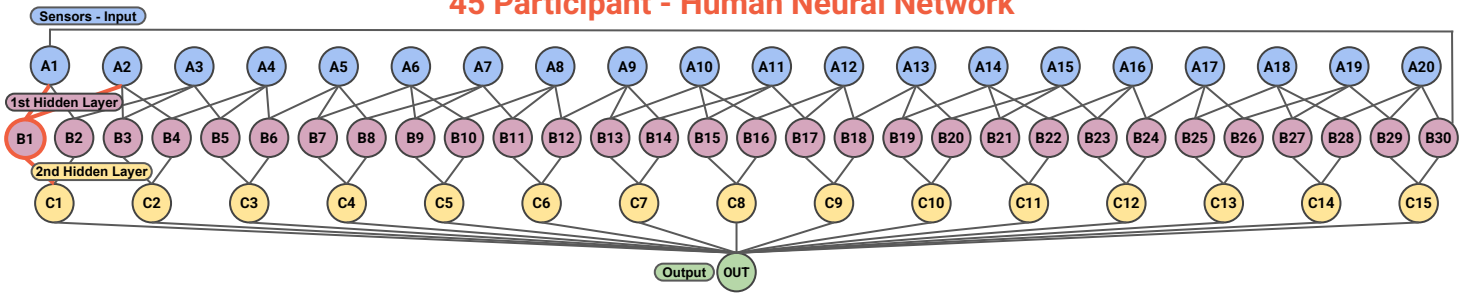 45 Participant - Human Neural Network
Sensors - Input
A1 A2 A3 A4 A5 A6 A7 A8 A9 A10 A11 A12 A13 A14 A15 A16 A17 A18 A19 A20
1st Hidden Layer
B1 B2 B3 B4 B5 B6 B7 B8 B9 B10 B11 B12 B13 B14 B15 B16 B17 B18 B19 B20 B21 B22 B23 B24 B25 B26 B27 B28 B29 B30
2nd Hidden Layer
C1 C2 C3 C4 C5 C6 C7 C8 C9 C10 C11 C12 C13 C14 C15
Output OUT